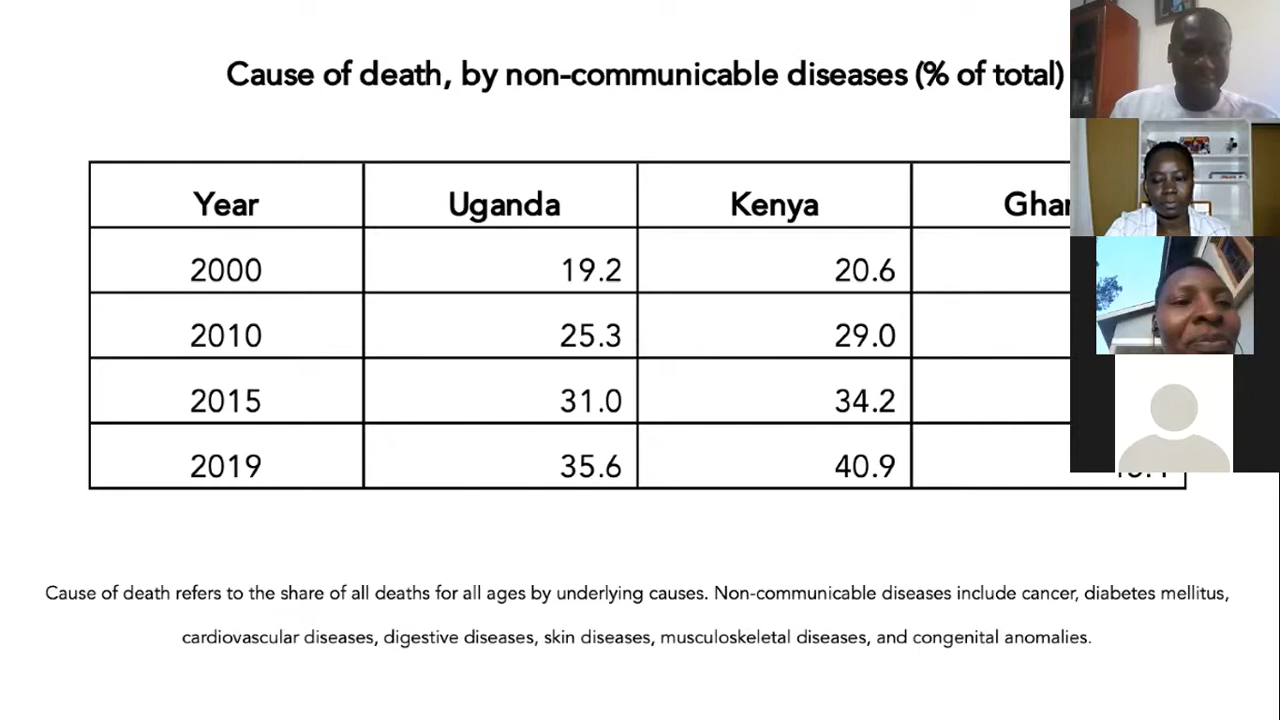 Cause of death, by non-communicable diseases (% of total)
Year Uganda Kenya
2000 19.2 20.6
2010 25.3 29.0
2015 31.0 34.2
2019 35.6 40.9
Cause of death refers to the share of all deaths for all ages by underlying causes. Non-communicable diseases include cancer, diabetes mellitus,
cardiovascular diseases, digestive diseases, skin diseases, musculoskeletal diseases, and congenital anomalies.